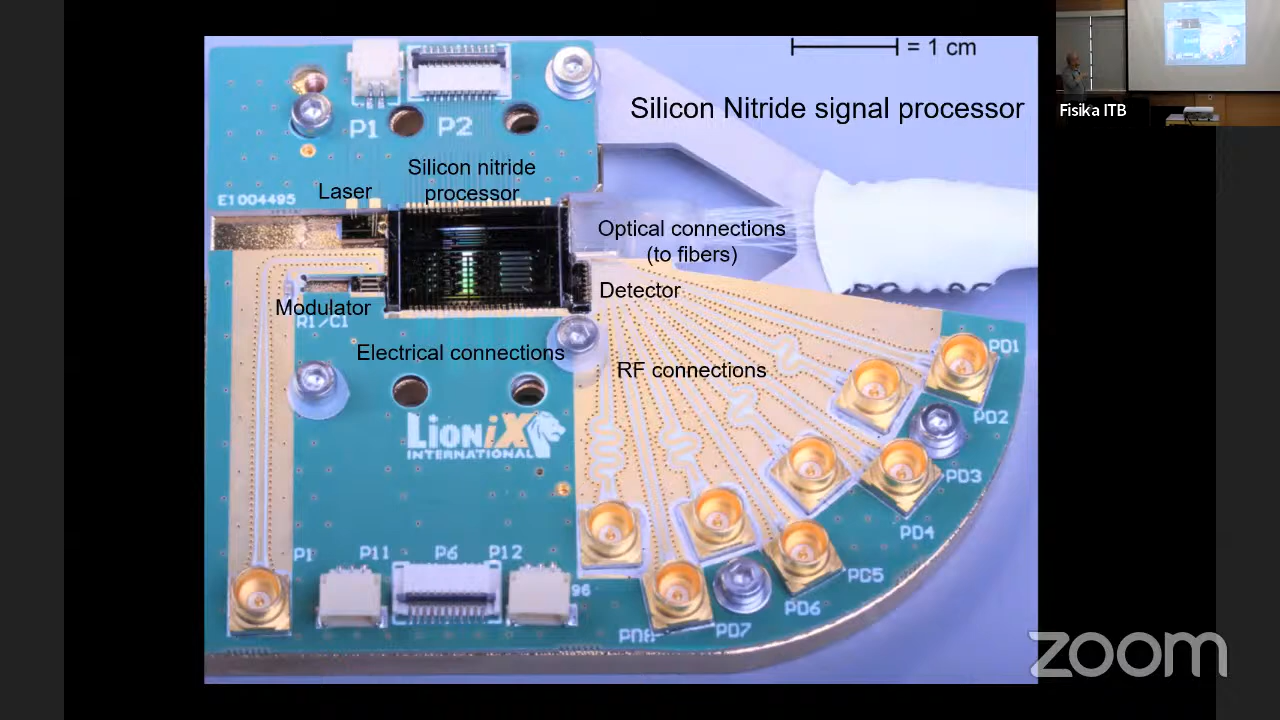 = 1 cm
Silicon Nitride signal processor
Fisika ITB
P1
P2
Silicon nitride
processor
Laser
E1004495
Optical connections
(to fibers)
Detector
Modulator
R1/C1
Electrical connections
RF connections
LioniX
INTERNATIONAL
PD1
PD2
PD3
PD4
PD5
PD6
PD7
PD8
P1
P11
P6
P12
96
zoom